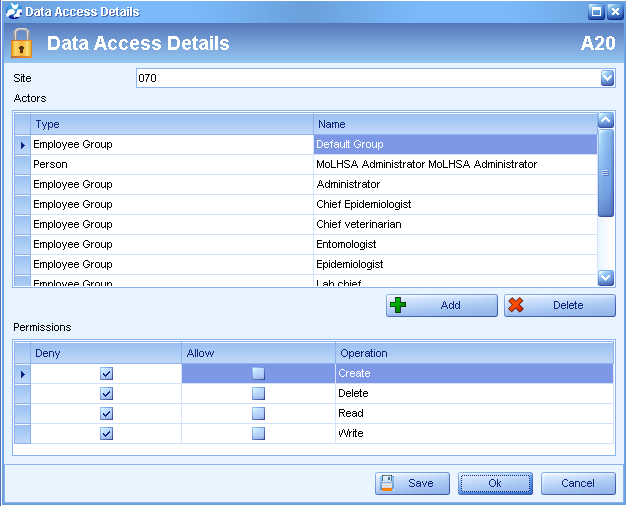 Data Access Details
Data Access Details A20
Site 070
Actors
Type Name
Employee Group Default Group
Person MoLHSA Administrator MoLHSA Administrator
Employee Group Administrator
Employee Group Chief Epidemiologist
Employee Group Chief veterinarian
Employee Group Entomologist
Employee Group Epidemiologist
Employee Group Lab chief
Add Delete
Permissions
Deny Allow Operation
Create
Delete
Read
Write
Save Ok Cancel